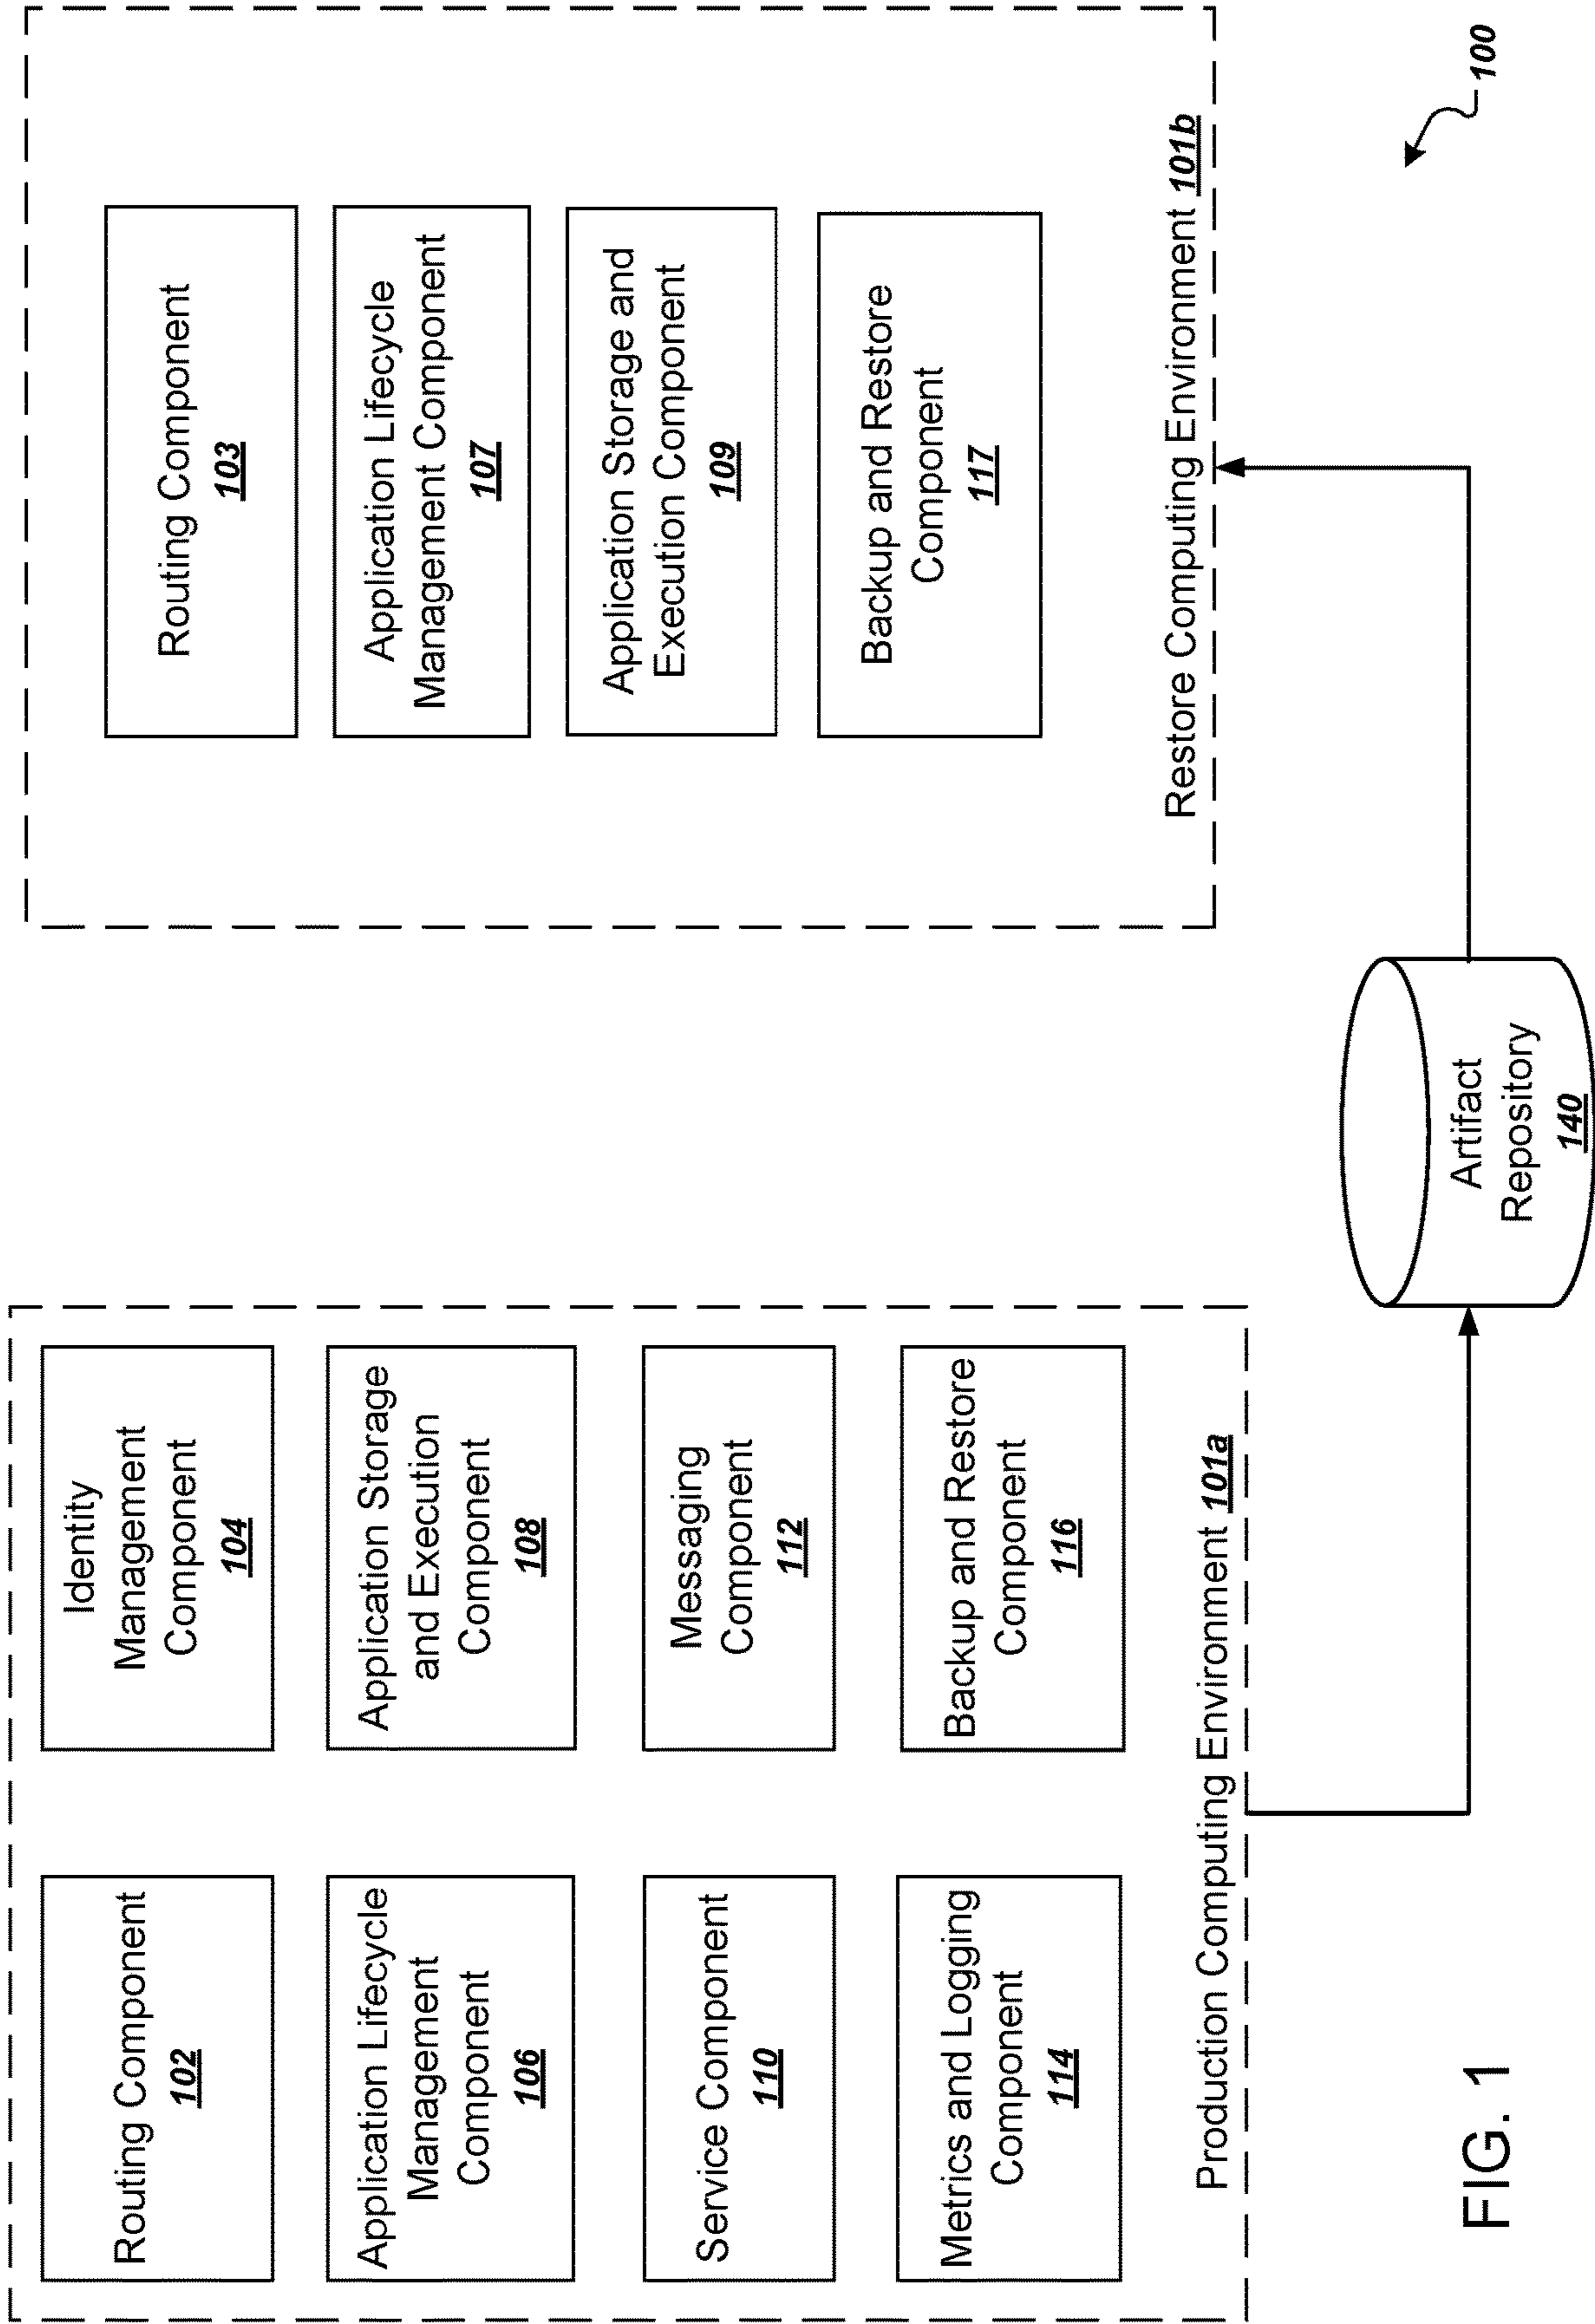 Routing Component
102
Identity
Management
Component
104
Application Lifecycle
Management
Component
106
Application Storage
and Execution
Component
108
Service Component
110
Messaging
Component
112
Metrics and Logging
Component
114
Backup and Restore
Component
116
Production Computing Environment 101a
Routing Component
103
Application Lifecycle
Management Component
107
Application Storage and
Execution Component
109
Backup and Restore
Component
117
Restore Computing Environment 101b
Artifact
Repository
140
100
FIG. 1